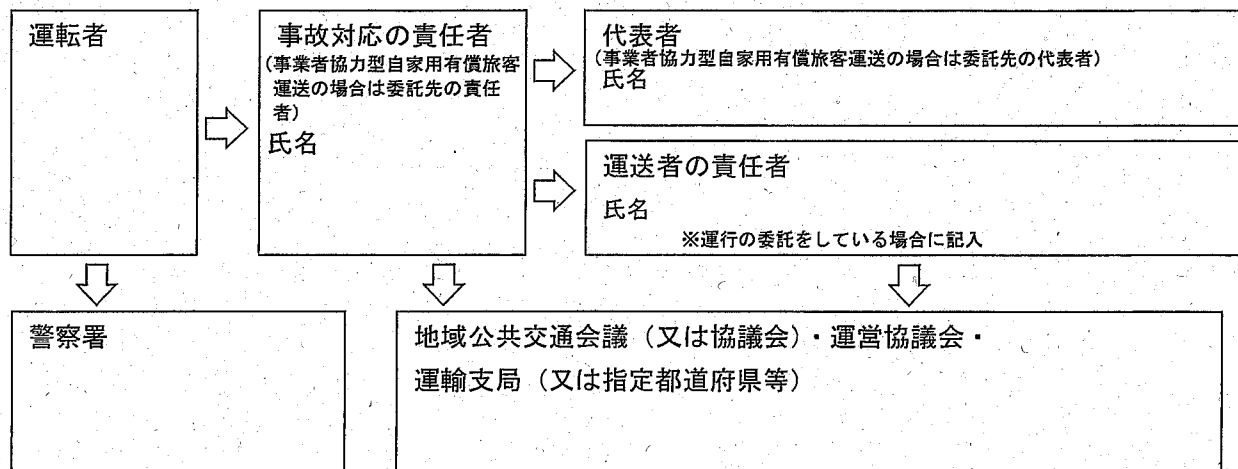 運転者
事故対応の責任者
(事業者協力型自家用有償旅客
運送の場合は委託先の責任
者)
氏名
代表者
(事業者協力型自家用有償旅客運送の場合は委託先の代表者)
氏名
運送者の責任者
氏名
※運行の委託をしている場合に記入
警察署
地域公共交通会議（又は協議会）・運営協議会・
運輸支局（又は指定都道府県等）